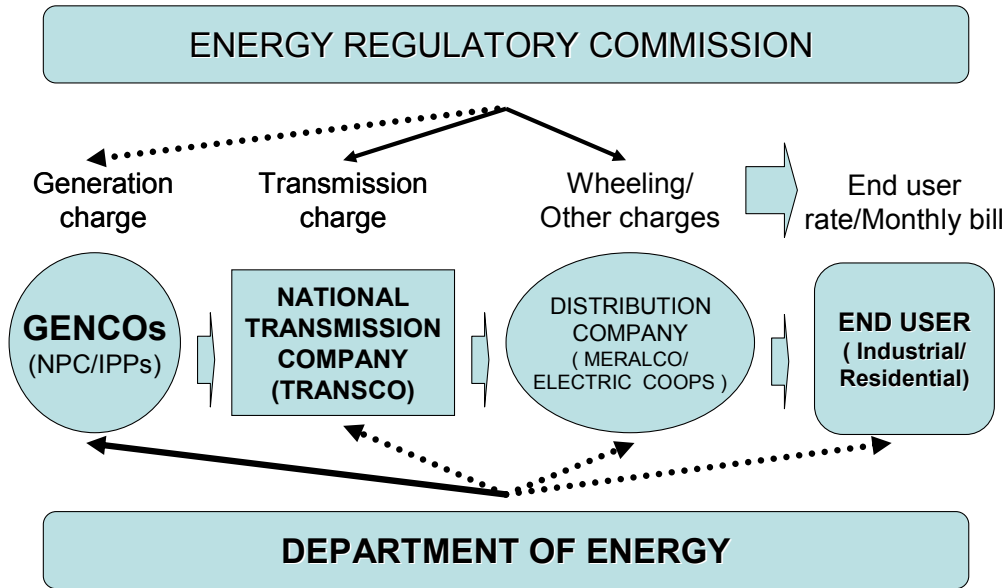 ENERGY REGULATORY COMMISSION
Generation
charge
Transmission
charge
Wheeling/
Other charges
End user
rate/Monthly bill
GENCOs
(NPC/IPPs)
NATIONAL
TRANSMISSION
COMPANY
(TRANSCO)
DISTRIBUTION
COMPANY
( MERALCO/
ELECTRIC COOPS )
END USER
( Industrial/
Residential)
DEPARTMENT OF ENERGY